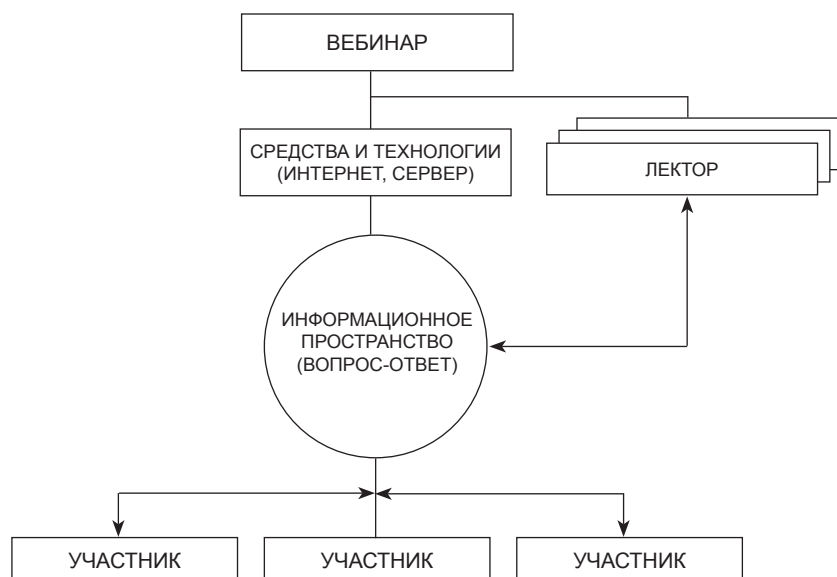 ВЕБИНАР
СРЕДСТВА И ТЕХНОЛОГИИ
(ИНТЕРНЕТ, СЕРВЕР)
ЛЕКТОР
ИНФОРМАЦИОННОЕ
ПРОСТРАНСТВО
(ВОПРОС-ОТВЕТ)
УЧАСТНИК
УЧАСТНИК
УЧАСТНИК